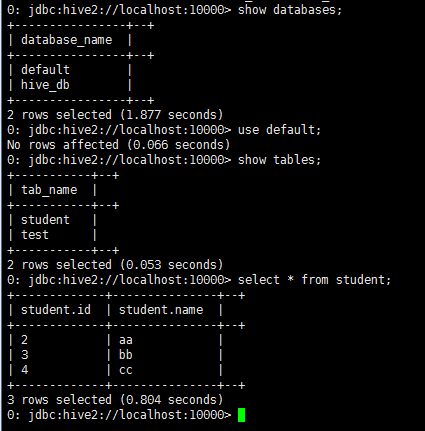 0: jdbc:hive2://localhost:10000> show databases;
+----------------+--+
| database_name  |
+----------------+--+
| default        |
| hive_db        |
+----------------+--+
2 rows selected (1.877 seconds)
0: jdbc:hive2://localhost:10000> use default;
No rows affected (0.066 seconds)
0: jdbc:hive2://localhost:10000> show tables;
+-----------+--+
| tab_name  |
+-----------+--+
| student   |
| test      |
+-----------+--+
2 rows selected (0.053 seconds)
0: jdbc:hive2://localhost:10000> select * from student;
+-------------+---------------+--+
| student.id  | student.name  |
+-------------+---------------+--+
| 2           | aa            |
| 3           | bb            |
| 4           | cc            |
+-------------+---------------+--+
3 rows selected (0.804 seconds)
0: jdbc:hive2://localhost:10000>